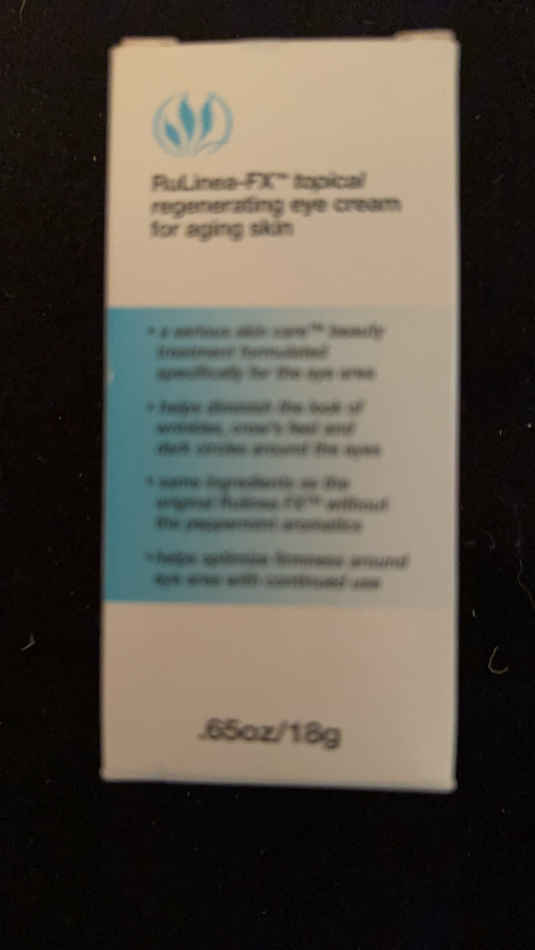 RuLinea-FX™ topical
regenerating eye cream
for aging skin
• a serious skin care™ beauty
treatment formulated
specifically for the eye area
• helps diminish the look of
wrinkles, crow's feet and
dark circles around the eyes
• same ingredients as the
original Rulinea FX™ without
the peppermint aromatics
• helps optimize firmness around
eye area with continued use
.65oz/18g